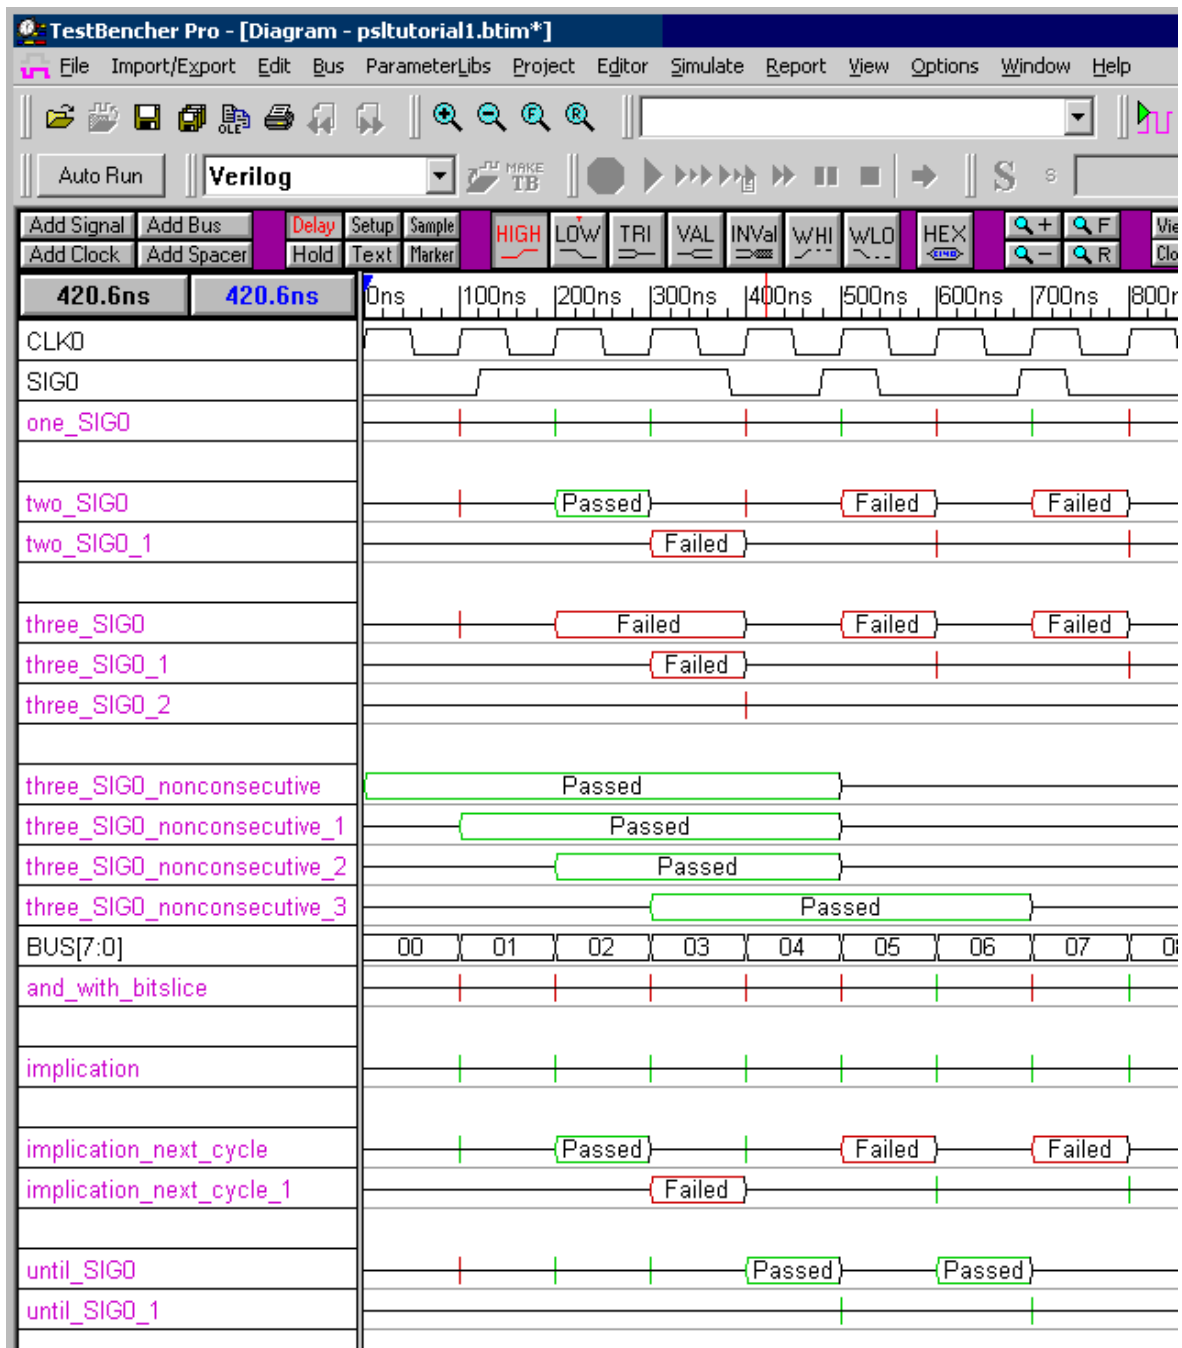 TestBencher Pro - [Diagram - psltutorial1.btim*]
File Import/Export Edit Bus ParameterLibs Project Editor Simulate Report View Options Window Help
OLE F R
Auto Run Verilog MAKE TB S S
Add Signal Add Bus Delay Setup Sample HIGH LOW TRI VAL INVal WHI WLO HEX + F Vie
Add Clock Add Spacer Hold Text Marker - R Clo
420.6ns 420.6ns 0ns 100ns 200ns 300ns 400ns 500ns 600ns 700ns 800n
CLK0
SIG0
one_SIG0
two_SIG0 Passed Failed Failed
two_SIG0_1 Failed
three_SIG0 Failed Failed Failed
three_SIG0_1 Failed
three_SIG0_2
three_SIG0_nonconsecutive Passed
three_SIG0_nonconsecutive_1 Passed
three_SIG0_nonconsecutive_2 Passed
three_SIG0_nonconsecutive_3 Passed
BUS[7:0] 00 01 02 03 04 05 06 07 08
and_with_bitslice
implication
implication_next_cycle Passed Failed Failed
implication_next_cycle_1 Failed
until_SIG0 Passed Passed
until_SIG0_1